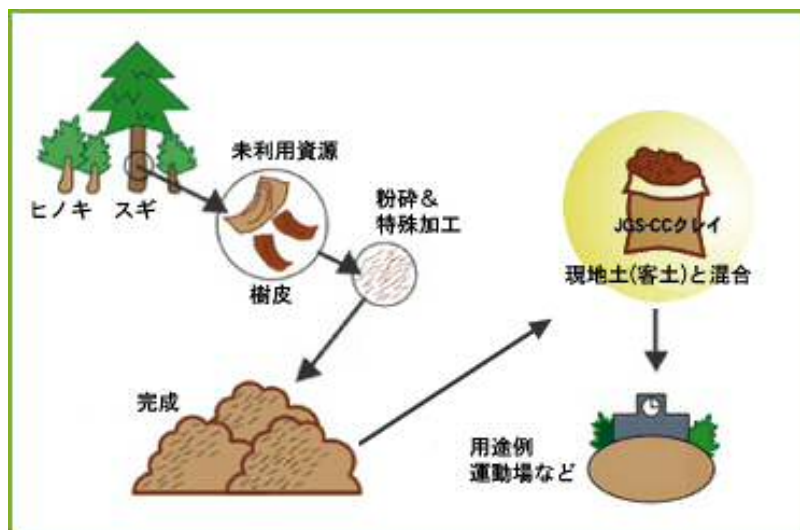 ヒノキ スギ
未利用資源
樹皮
粉砕＆
特殊加工
完成
JGS-CCクレイ
現地土(客土)と混合
用途例
運動場など